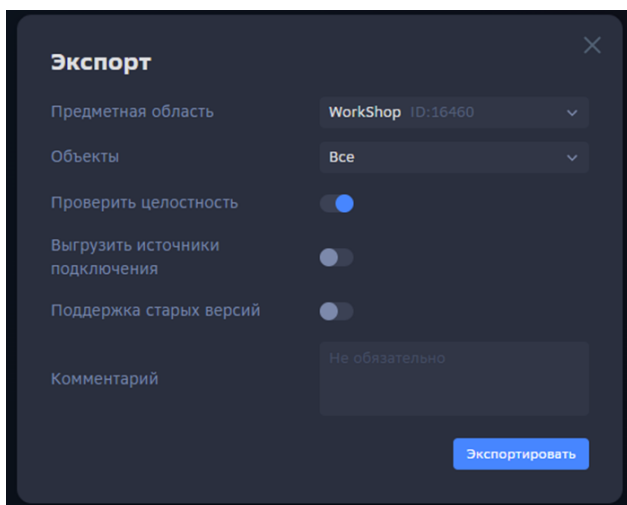 Экспорт
Предметная область
WorkShop ID:16460
Объекты
Все
Проверить целостность
Выгрузить источники
подключения
Поддержка старых версий
Комментарий
Не обязательно
Экспортировать